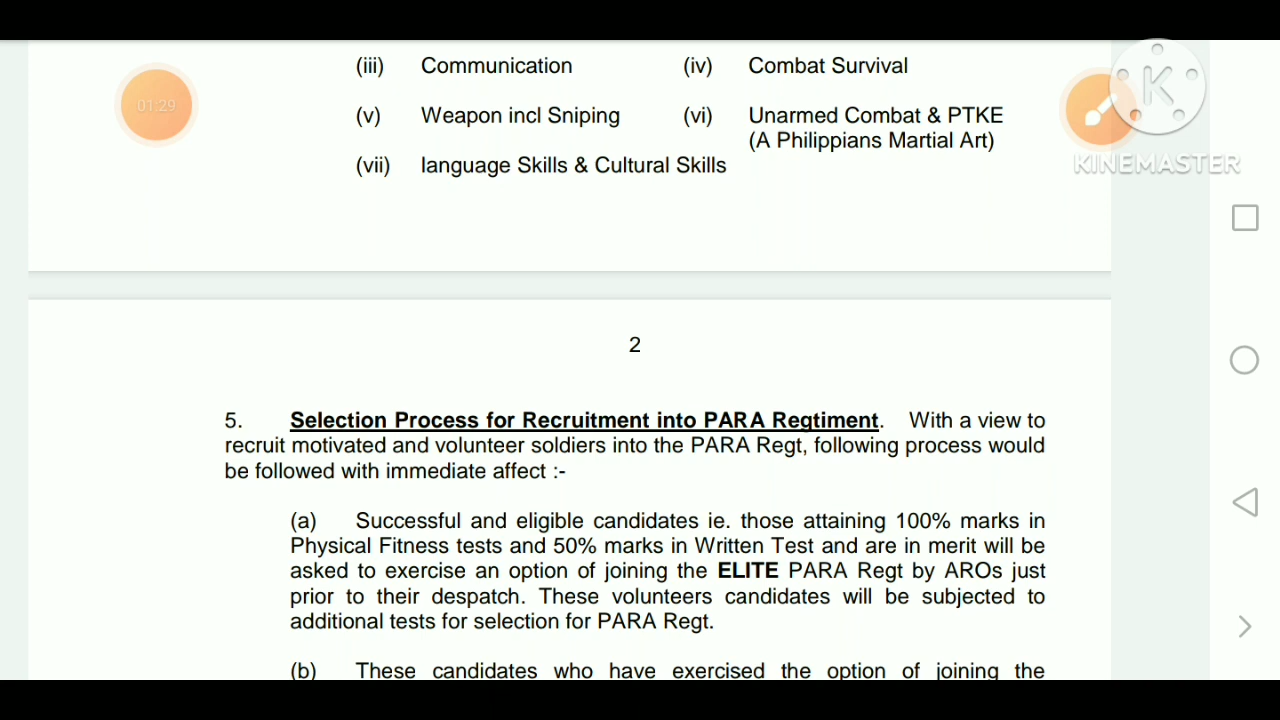 (iii) Communication (iv) Combat Survival
01:29
K
(v) Weapon incl Sniping (vi) Unarmed Combat & PTKE
(A Philippians Martial Art)
KINEMASTER
(vii) language Skills & Cultural Skills
2
5. Selection Process for Recruitment into PARA Regtiment. With a view to
recruit motivated and volunteer soldiers into the PARA Regt, following process would
be followed with immediate affect :-
(a) Successful and eligible candidates ie. those attaining 100% marks in
Physical Fitness tests and 50% marks in Written Test and are in merit will be
asked to exercise an option of joining the ELITE PARA Regt by AROs just
prior to their despatch. These volunteers candidates will be subjected to
additional tests for selection for PARA Regt.
(b) These candidates who have exercised the option of joining the